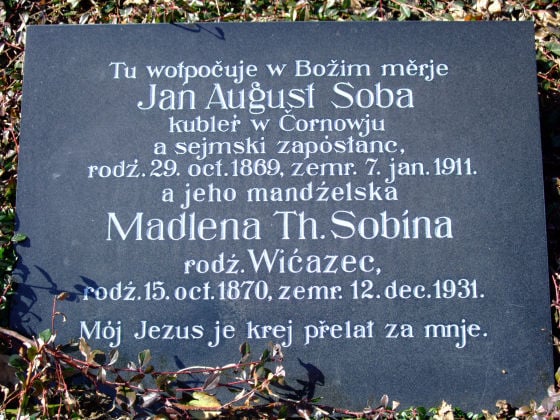 Tu wotpočuje w Božim měrje
Jan August Soba
kubleŕ w Čornowju
a sejmski zapósłanc,
rodź. 29. oct. 1869, zemr. 7. jan. 1911.
a jeho mandźelska
Madlena Th. Sobina
rodź. Wićazec,
rodź. 15. oct. 1870, zemr. 12. dec. 1931.
Mój Jezus je krej přelał za mnje.